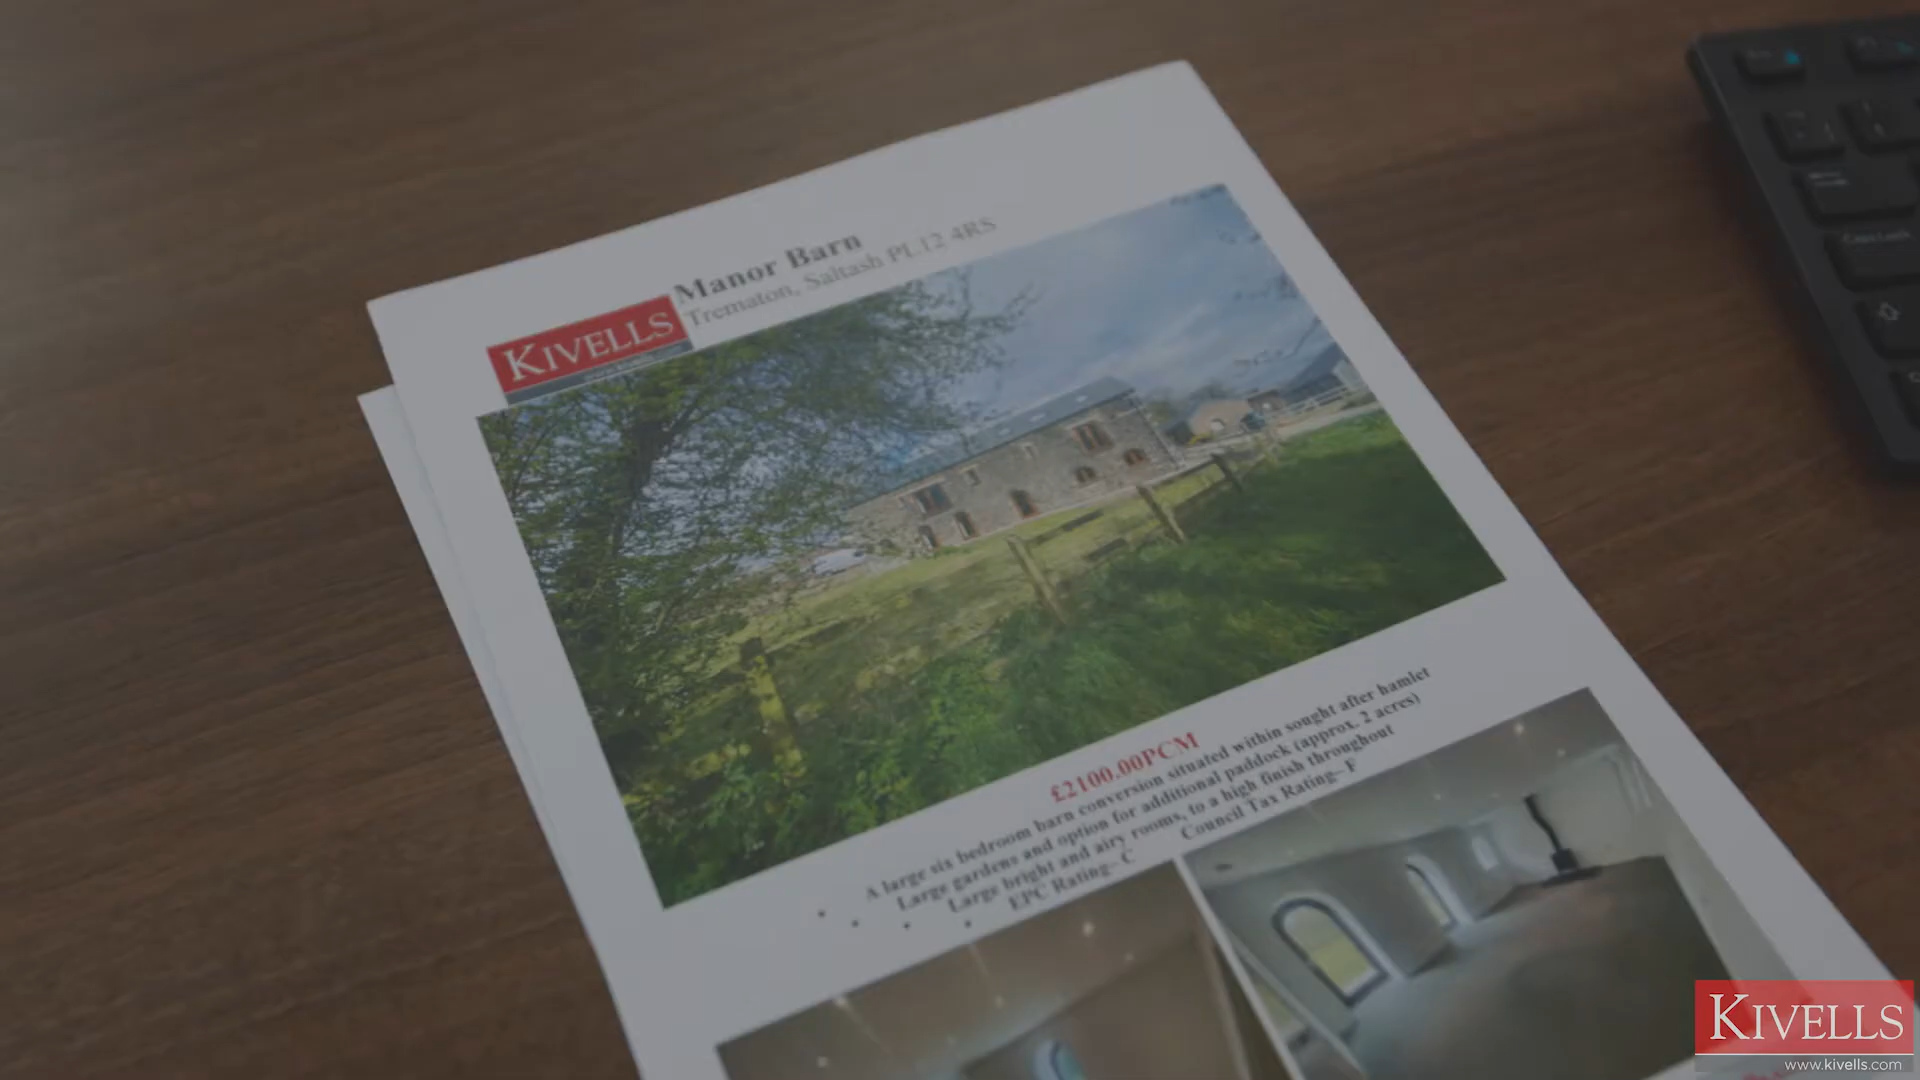 Manor Barn
Trematon, Saltash PL12 4RS
KIVELLS
£2100.00PCM
A large six bedroom barn conversion situated within sought after hamlet
Large gardens and option for additional paddock (approx. 2 acres)
Large bright and airy rooms, to a high finish throughout
EPC Rating– C
Council Tax Rating– F
KIVELLS
www.kivells.com